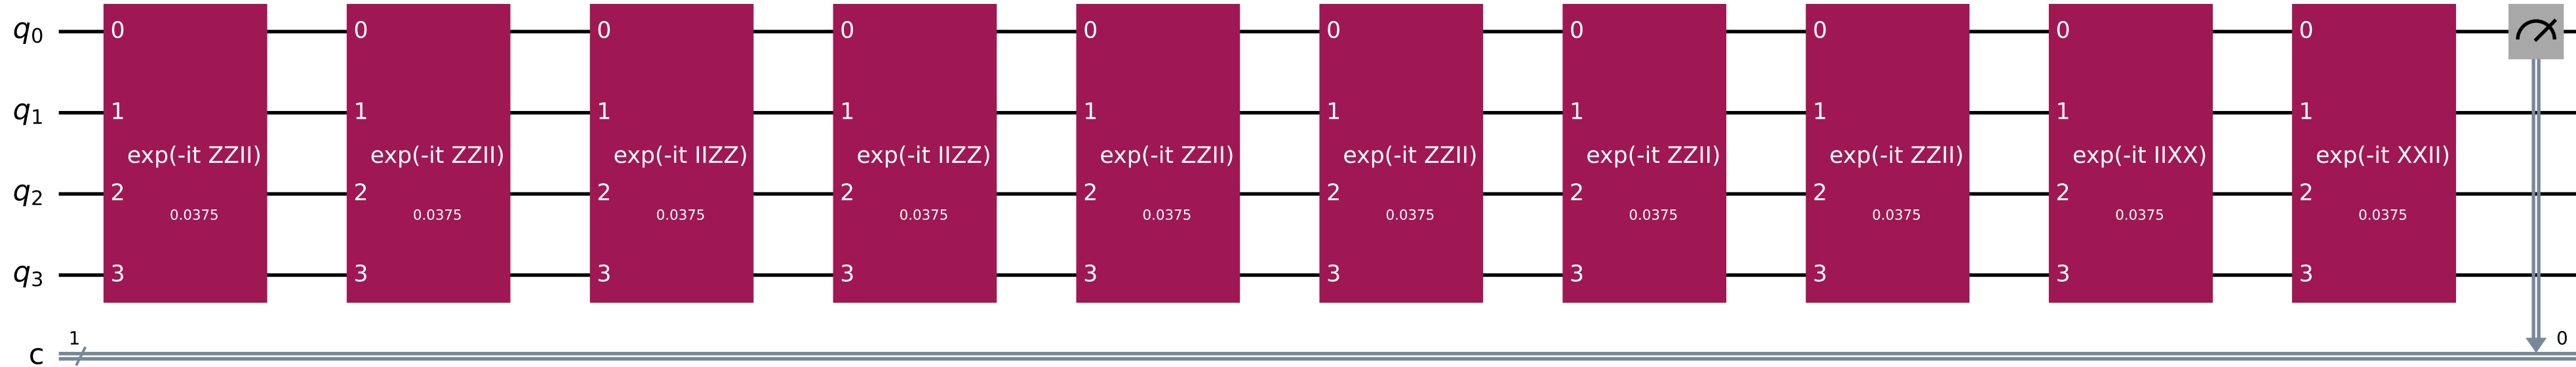 q0 0 0 0 0 0 0 0 0 0 0
q1 1 1 1 1 1 1 1 1 1 1
exp(-it ZZII) exp(-it ZZII) exp(-it IIZZ) exp(-it IIZZ) exp(-it ZZII) exp(-it ZZII) exp(-it ZZII) exp(-it ZZII) exp(-it IIXX) exp(-it XXII)
q2 2 2 2 2 2 2 2 2 2 2
0.0375 0.0375 0.0375 0.0375 0.0375 0.0375 0.0375 0.0375 0.0375 0.0375
q3 3 3 3 3 3 3 3 3 3 3
1 0
c